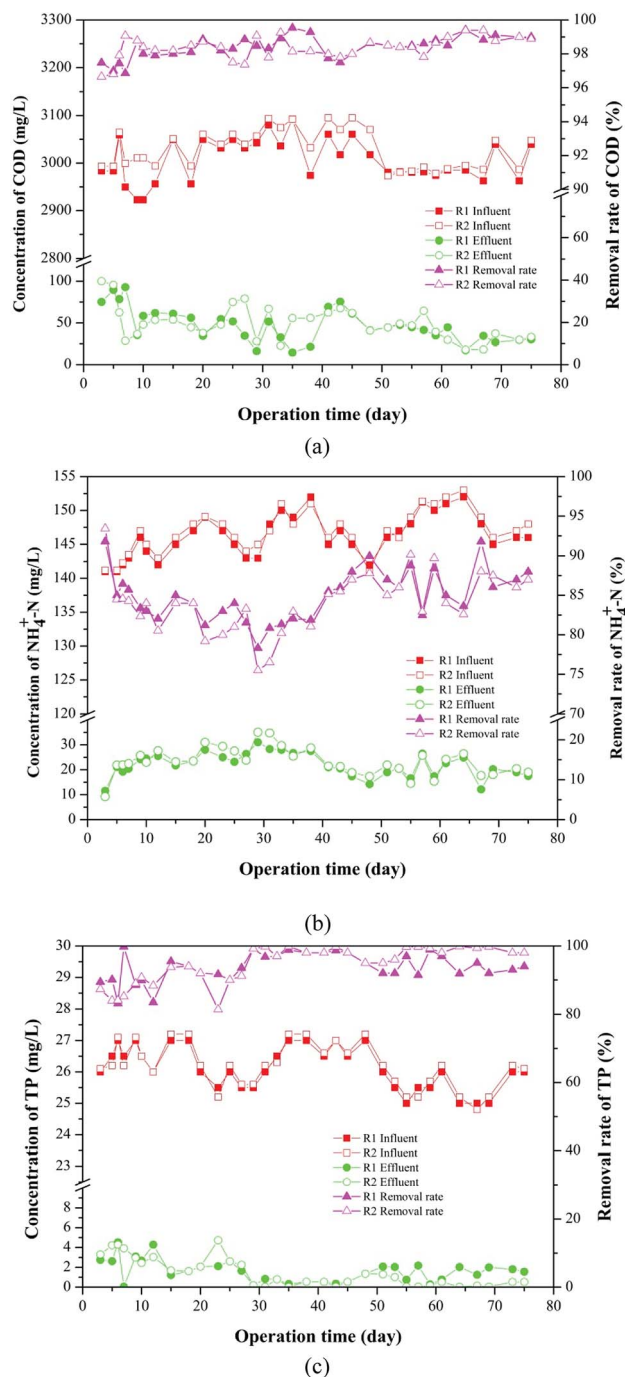 3300
3200
3100
3000
2900
2800
100
50
0
100
99
98
97
96
95
94
93
92
91
90
80
60
40
20
0
Concentration of COD (mg/L)
Removal rate of COD (%)
R1 Influent
R2 Influent
R1 Effluent
R2 Effluent
R1 Removal rate
R2 Removal rate
0 10 20 30 40 50 60 70 80
Operation time (day)
(a)
155
150
145
140
135
130
125
120
30
20
10
0
100
95
90
85
80
75
70
20
10
0
Concentration of NH4+-N (mg/L)
Removal rate of NH4+-N (%)
R1 Influent
R2 Influent
R1 Effluent
R2 Effluent
R1 Removal rate
R2 Removal rate
0 10 20 30 40 50 60 70 80
Operation time (day)
(b)
30
29
28
27
26
25
24
23
8
6
4
2
0
100
80
60
40
20
0
Concentration of TP (mg/L)
Removal rate of TP (%)
R1 Influent
R2 Influent
R1 Effluent
R2 Effluent
R1 Removal rate
R2 Removal rate
0 10 20 30 40 50 60 70 80
Operation time (day)
(c)